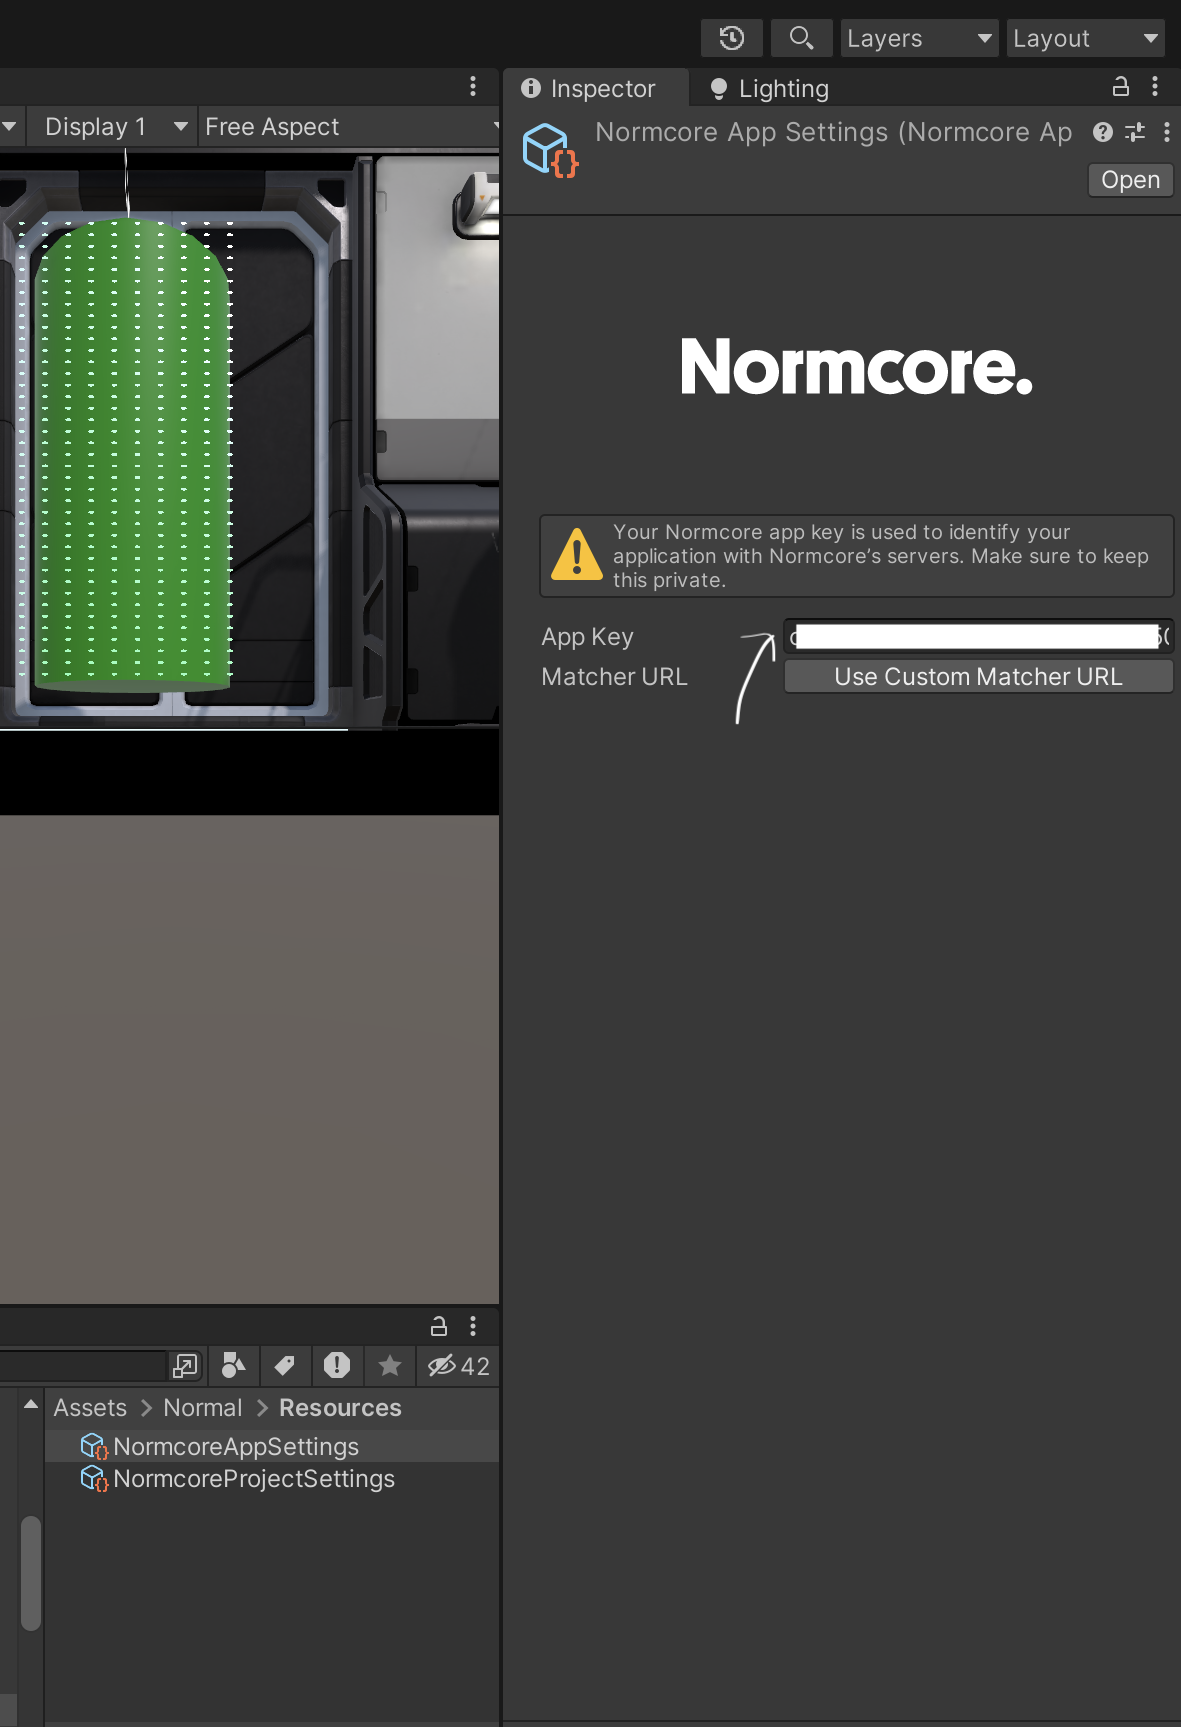 Layers
Layout
Inspector
Lighting
Display 1
Free Aspect
Normcore App Settings (Normcore Ap
Open
Normcore.
Your Normcore app key is used to identify your
application with Normcore's servers. Make sure to keep
this private.
App Key
Matcher URL
Use Custom Matcher URL
42
Assets > Normal > Resources
NormcoreAppSettings
NormcoreProjectSettings